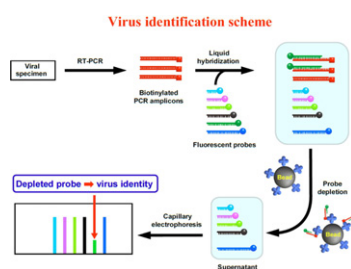 Virus identification scheme
Viral
specimen
RT-PCR
Biotinylated
PCR amplicons
Liquid
hybridization
Fluorescent probes
Bead
Probe
depletion
Bead
Supernatant
Capillary
electrophoresis
Depleted probe ➡ virus identity